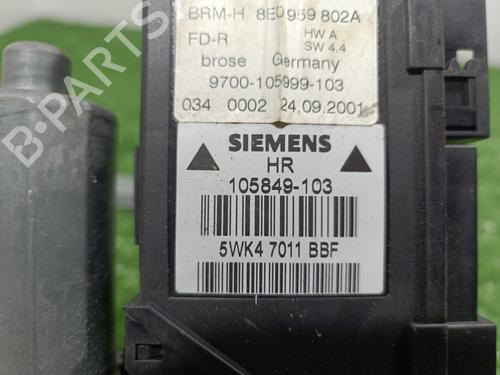 BRM-H 8E0 959 802A
FD-R HW A
SW 4.4
brose Germany
9700-105999-103
034 0002 24.09.2001
SIEMENS
HR
105849-103
5WK4 7011 BBF
B-PARTS